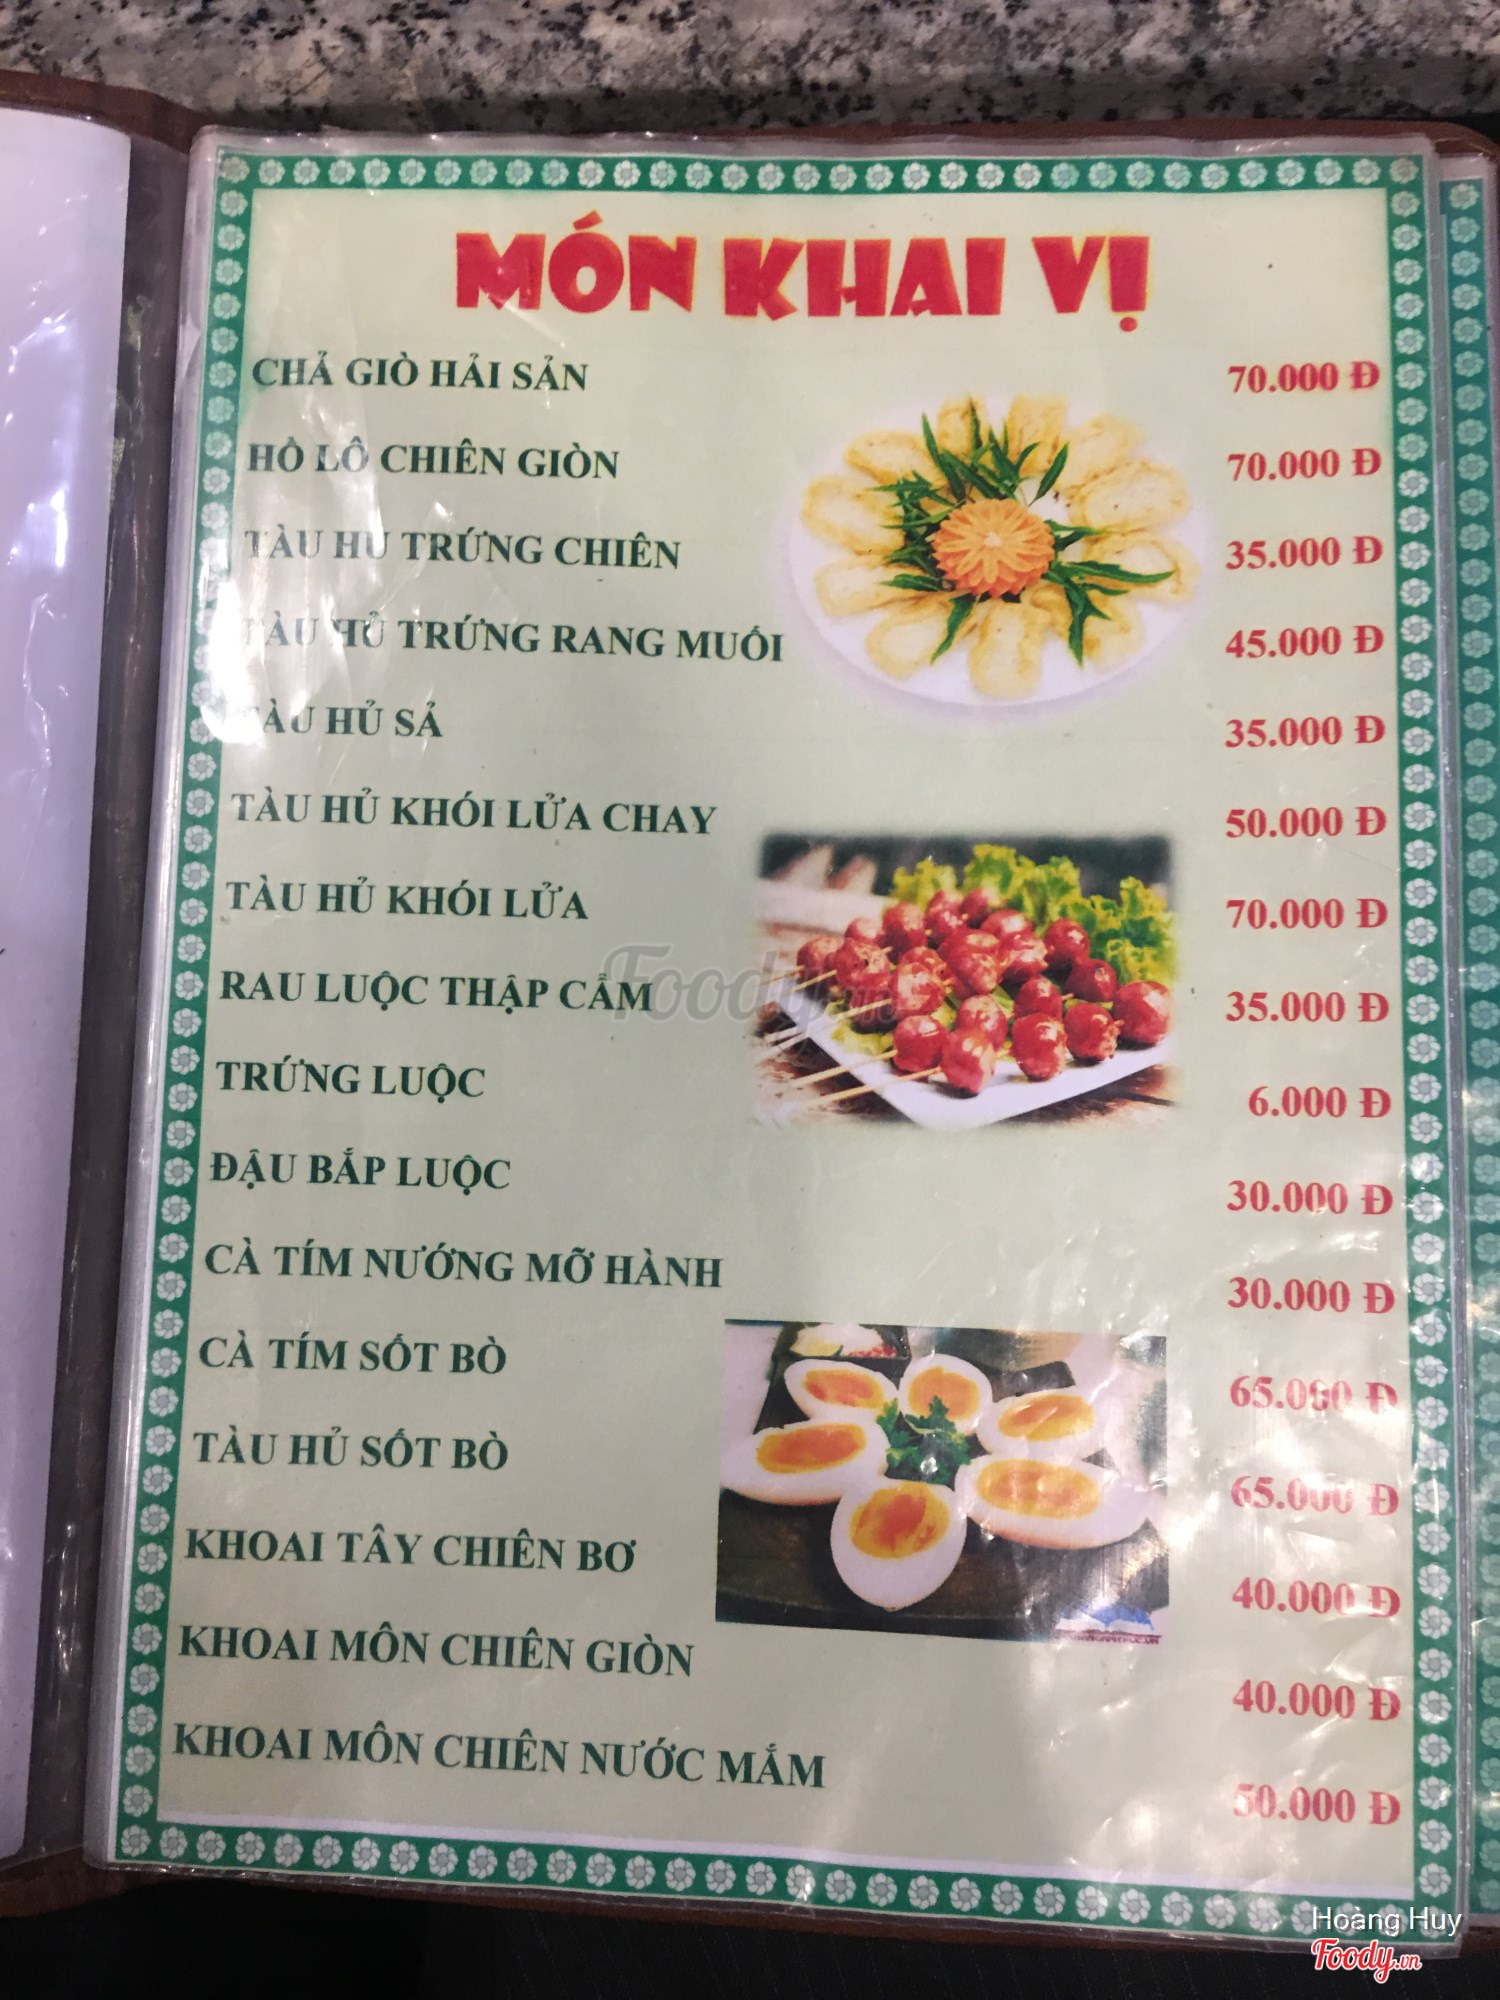 MÓN KHAI VỊ
CHẢ GIÒ HẢI SẢN 70.000 Đ
HỒ LÔ CHIÊN GIÒN 70.000 Đ
TÀU HỦ TRỨNG CHIÊN 35.000 Đ
TÀU HỦ TRỨNG RANG MUỐI 45.000 Đ
TÀU HỦ SẢ 35.000 Đ
TÀU HỦ KHÓI LỬA CHAY 50.000 Đ
TÀU HỦ KHÓI LỬA 70.000 Đ
RAU LUỘC THẬP CẨM 35.000 Đ
TRỨNG LUỘC 6.000 Đ
ĐẬU BẮP LUỘC 30.000 Đ
CÀ TÍM NƯỚNG MỠ HÀNH 30.000 Đ
CÀ TÍM SỐT BÒ 65.000 Đ
TÀU HỦ SỐT BÒ 65.000 Đ
KHOAI TÂY CHIÊN BƠ 40.000 Đ
KHOAI MÔN CHIÊN GIÒN 40.000 Đ
KHOAI MÔN CHIÊN NƯỚC MẮM 50.000 Đ
Foody.vn
Hoàng Huy
Foody.vn